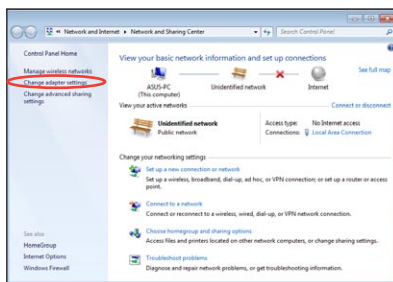 « Network and Internet ▸ Network and Sharing Center
Search Control Panel
Control Panel Home
Manage wireless networks
Change adapter settings
Change advanced sharing
settings
View your basic network information and set up connections
See full map
ASUS-PC
(This computer)
Unidentified network
Internet
View your active networks
Connect or disconnect
Unidentified network
Public network
Access type: No Internet access
Connections: Local Area Connection
Change your networking settings
Set up a new connection or network
Set up a wireless, broadband, dial-up, ad hoc, or VPN connection; or set up a router or access
point.
Connect to a network
Connect or reconnect to a wireless, wired, dial-up, or VPN network connection.
Choose homegroup and sharing options
Access files and printers located on other network computers, or change sharing settings.
Troubleshoot problems
Diagnose and repair network problems, or get troubleshooting information.
See also
HomeGroup
Internet Options
Windows Firewall